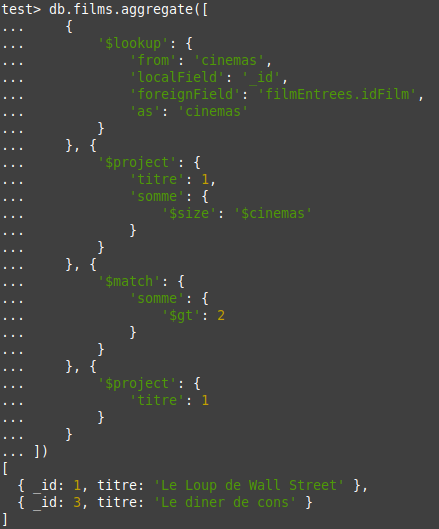 test> db.films.aggregate([
...     {
...         '$lookup': {
...             'from': 'cinemas',
...             'localField': '_id',
...             'foreignField': 'filmEntrees.idFilm',
...             'as': 'cinemas'
...         }
...     }, {
...         '$project': {
...             'titre': 1,
...             'somme': {
...                 '$size': '$cinemas'
...             }
...         }
...     }, {
...         '$match': {
...             'somme': {
...                 '$gt': 2
...             }
...         }
...     }, {
...         '$project': {
...             'titre': 1
...         }
...     }
... ])
[
  { _id: 1, titre: 'Le Loup de Wall Street' },
  { _id: 3, titre: 'Le diner de cons' }
]